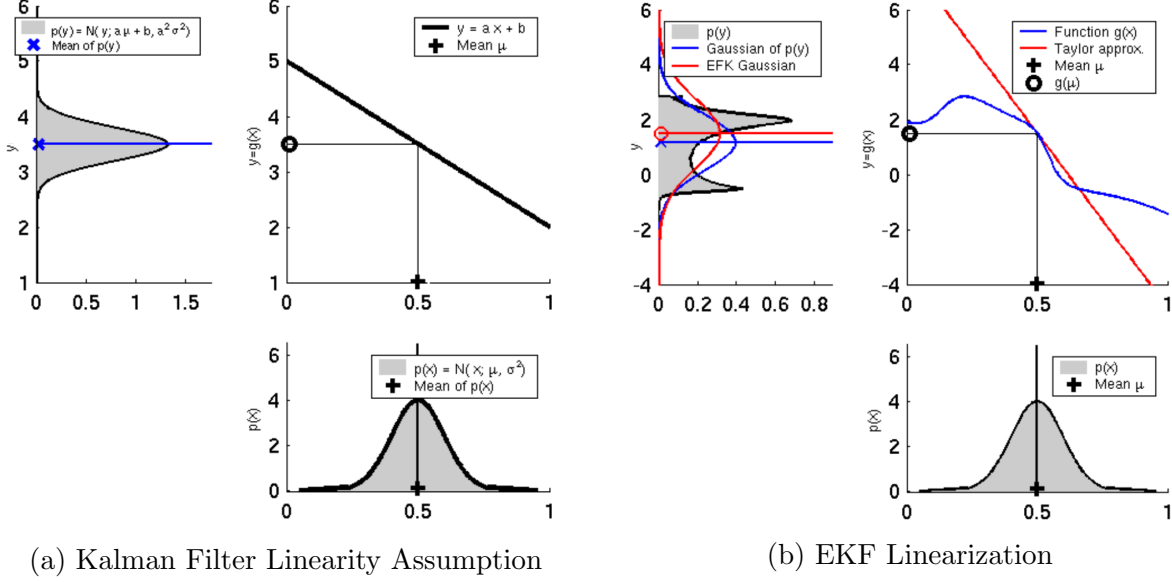 6
5
4
3
2
1
y
0
0.5
1
1.5
p(y) = N( y; a μ + b, a² σ²)
Mean of p(y)
6
5
4
3
2
1
y=g(x)
0
0.5
1
y = a x + b
Mean μ
6
4
2
0
p(x)
0
0.5
1
p(x) = N( x; μ, σ²)
Mean of p(x)
(a) Kalman Filter Linearity Assumption
6
4
2
0
-2
-4
y
0
0.2
0.4
0.6
0.8
p(y)
Gaussian of p(y)
EFK Gaussian
6
4
2
0
-2
-4
y=g(x)
0
0.5
1
Function g(x)
Taylor approx.
Mean μ
g(μ)
6
4
2
0
p(x)
0
0.5
1
p(x)
Mean μ
(b) EKF Linearization